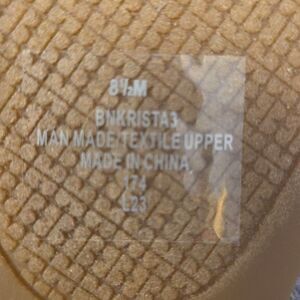 8½M
BNKRISTA3
MAN MADE/TEXTILE UPPER
MADE IN CHINA
174
L23